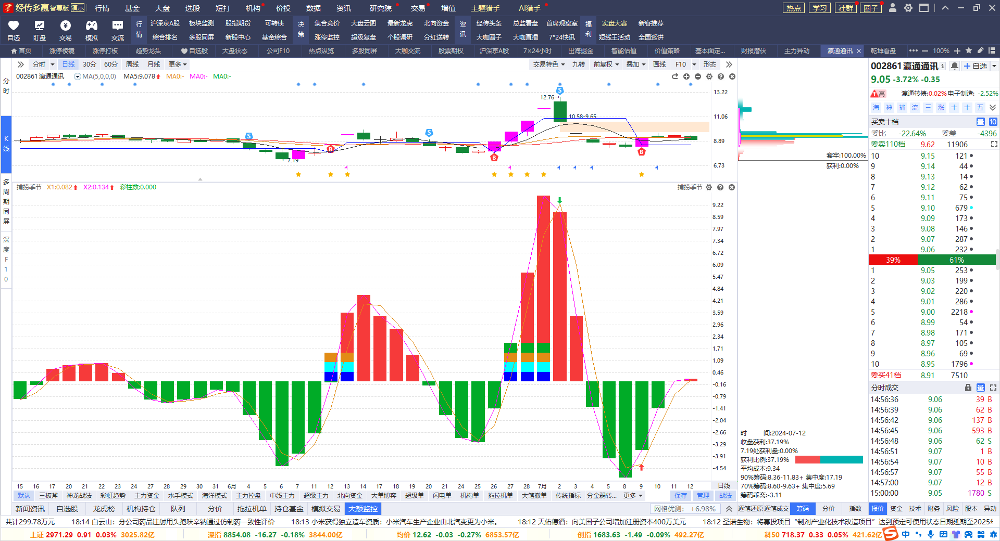 经传多赢 智尊版 演示 行情 基金 大盘 选股 短打 机构 价投 数据 资讯 研究院 交易 增值 主题猎手 AI猎手 热点 学习 社群 圈子
自选 盯盘 交易 模拟 交流
行情 沪深京A股 板块监测 股指期货 可转债 决策 集合竞价 大盘云图 最新龙虎 北向资金 资讯 经传头条 总监看盘 首席观察室 福利 实盘大赛 新客推荐
综合排名 多股同屏 新股中心 基金综合 涨停监控 超级复盘 个股调研 分红送转 大咖圈子 大咖直播 7*24快讯 短线王活动 全国巡讲
首页 涨停棱镜 涨停打板 趋势龙头 自选股 大盘状态 公司F10 热点纵览 多股同屏 大咖交流 股票期权 沪深京A股 7×24小时 出海掘金 智能估值 价值策略 基本面定... 财报潜伏 主力异动 瀛通通讯 乾坤看盘 100%
分时 日线 30分 60分 周线 月线 更多 交易特色 九转 前复权 叠加 画线 F10 形态
分时
K线
多周期同屏
深度F10
002861 瀛通通讯 MA(5,0,0,0) MA5:9.078 MA0:- MA0:- MA0:-
13.22
11.06
8.89
6.73
12.76
10.58-9.65
7.19
S S S B B B
捕捞季节 X1:0.082 X2:0.134 彩柱数:0.000 捕捞季节
9.22
8.59
7.97
7.34
6.72
6.09
5.47
4.84
4.21
3.59
2.96
2.34
1.71
1.09
0.46
-0.16
-0.79
-1.41
-2.04
-2.66
-3.29
-3.91
-4.54
15 16 17 20 21 22 23 24 27 28 29 30 31 6月 4 5 6 7 11 12 13 14 17 18 19 20 21 24 25 26 27 28 7月 2 3 4 5 8 9 10 11 12 日线
默认 三板斧 神龙战法 彩虹趋势 主力资金 水手模式 海洋模式 主力控盘 中线主力 超级主力 北向资金 大单博弈 超级单 闪电单 机构单 拖拉机单 大笔撤单 传统指标 分金弱转... 更多 保存 管理 战法
新闻资讯 自选股 龙虎榜 机构持仓 队列 分价 拖拉机单 持仓基金 模拟交易 大额监控 网格优测: +6.98% 逐笔还原 逐笔成交 筹码 分价 指数 报价 资金 技术 财务 风险 股本 异动
套牢:100.00%
获利:0.00%
时 间:2024-07-12
收盘获利:37.19%
7.19处获利盘:0.00%
获利比例:37.19%
平均成本:9.34
90%筹码:8.36-11.83+ 集中度:17.19
70%筹码:8.60-9.63+ 集中度:5.69
筹码乖离:-3.11
002861 瀛通通讯 自选
9.05 -3.72% -0.35
高 瀛通转债:0.02% 电子制造: -2.52%
海 神 捕 流 三 涨 十 十 五
买卖十档 量 10
委比 -22.64% 委差 -4396
委卖110档 9.62 11906
10 9.15 121
9 9.14 44
8 9.13 14
7 9.12 62
6 9.11 75
5 9.10 679
4 9.09 173
3 9.08 146
2 9.07 287
1 9.06 232
39% 61%
1 9.05 253
2 9.03 199
3 9.02 220
4 9.01 286
5 9.00 2218
6 8.99 54
7 8.98 171
8 8.97 105
9 8.96 69
10 8.95 1796
委买41档 8.91 7510
分时成交 量
14:56:36 9.06 39 B
14:56:39 9.06 62 B
14:56:42 9.06 137 B
14:56:45 9.06 593 B
14:56:48 9.06 62 S
14:56:51 9.07 1 B
14:56:54 9.07 10 B
14:56:57 9.07 55 B
14:57:00 9.07 12 B
15:00:00 9.05 1780 S
共计299.78万元 18:14 白云山：分公司药品注射用头孢呋辛钠通过仿制药一致性评价 18:13 小米获得独立造车资质：小米汽车生产企业由北汽变更为小米。 18:12 天佑德酒：向美国子公司增加注册资本400万美元 18:12 圣诺生物：将募投项目“制剂产业化技术改造项目”达到预定可使用状态日期延期至2025年
上证 2971.29 0.91 0.03% 3025.82亿 深指 8854.08 -16.27 -0.18% 3844.00亿 均价 12.62 -0.03 -0.27% 6853.57亿 创指 1683.63 -1.49 -0.09% 492.27亿 科50 718.37 0.33 0.05% 421.62亿 中